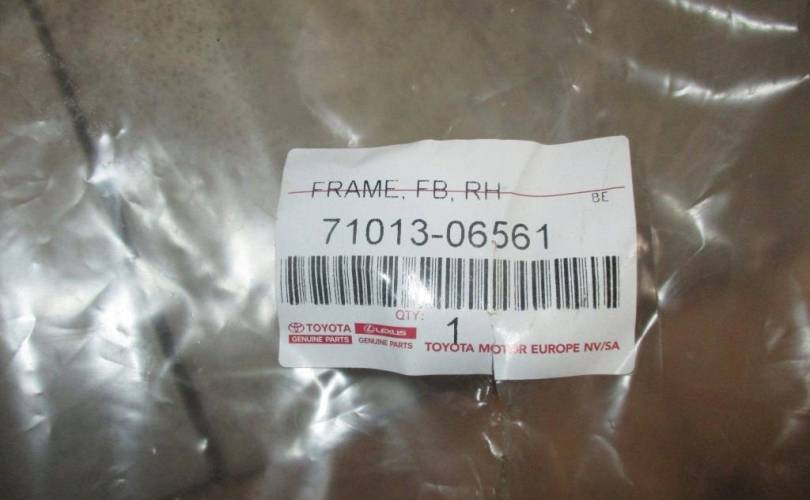 FRAME, FB, RH
BE
71013-06561
QTY:
1
TOYOTA
GENUINE PARTS
LEXUS
GENUINE PARTS
TOYOTA MOTOR EUROPE NV/SA